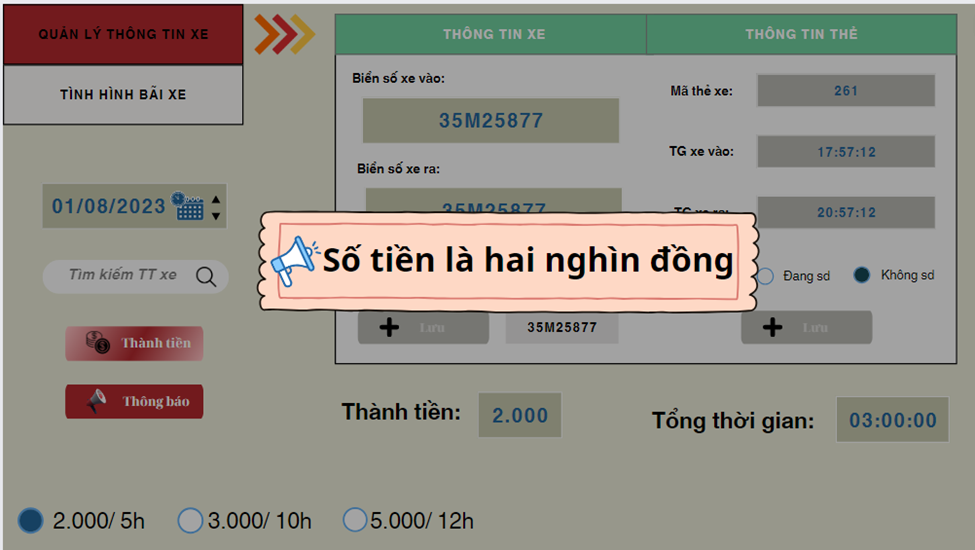 QUẢN LÝ THÔNG TIN XE
TÌNH HÌNH BÃI XE
THÔNG TIN XE
THÔNG TIN THẺ
Biển số xe vào:
35M25877
Mã thẻ xe:
261
TG xe vào:
17:57:12
Biển số xe ra:
35M25877
TG xe ra:
20:57:12
01/08/2023
Tìm kiếm TT xe
Số tiền là hai nghìn đồng
Đang sd
Không sd
Lưu
35M25877
Lưu
Thành tiền
Thông báo
Thành tiền:
2.000
Tổng thời gian:
03:00:00
2.000/ 5h
3.000/ 10h
5.000/ 12h